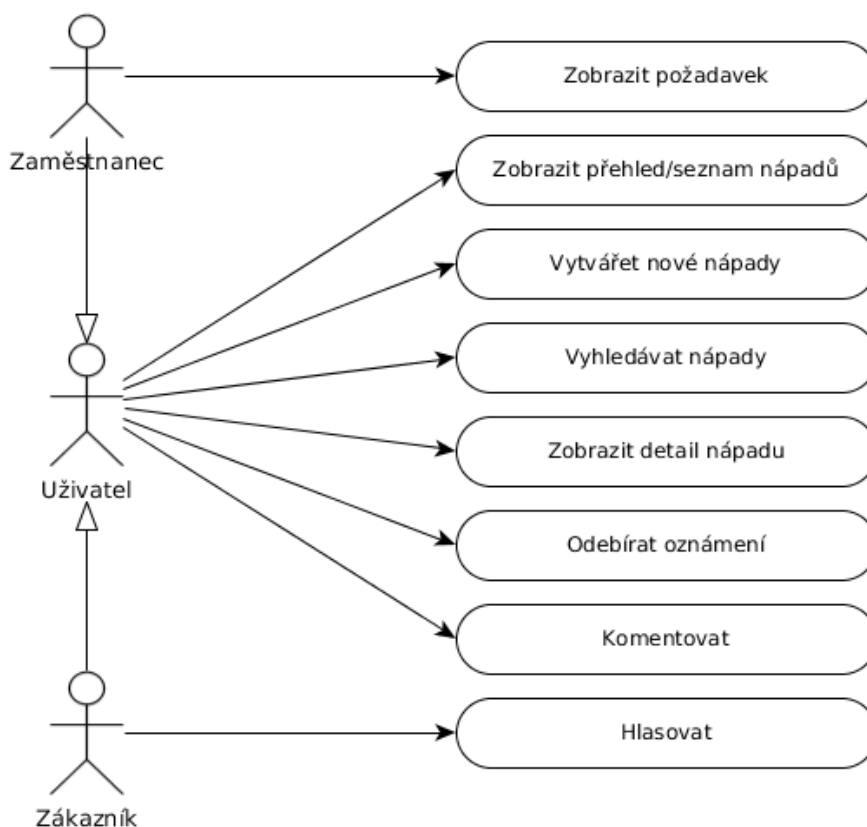 Zobrazit požadavek
Zaměstnanec
Zobrazit přehled/seznam nápadů
Vytvářet nové nápady
Vyhledávat nápady
Zobrazit detail nápadu
Uživatel
Odebírat oznámení
Komentovat
Hlasovat
Zákazník